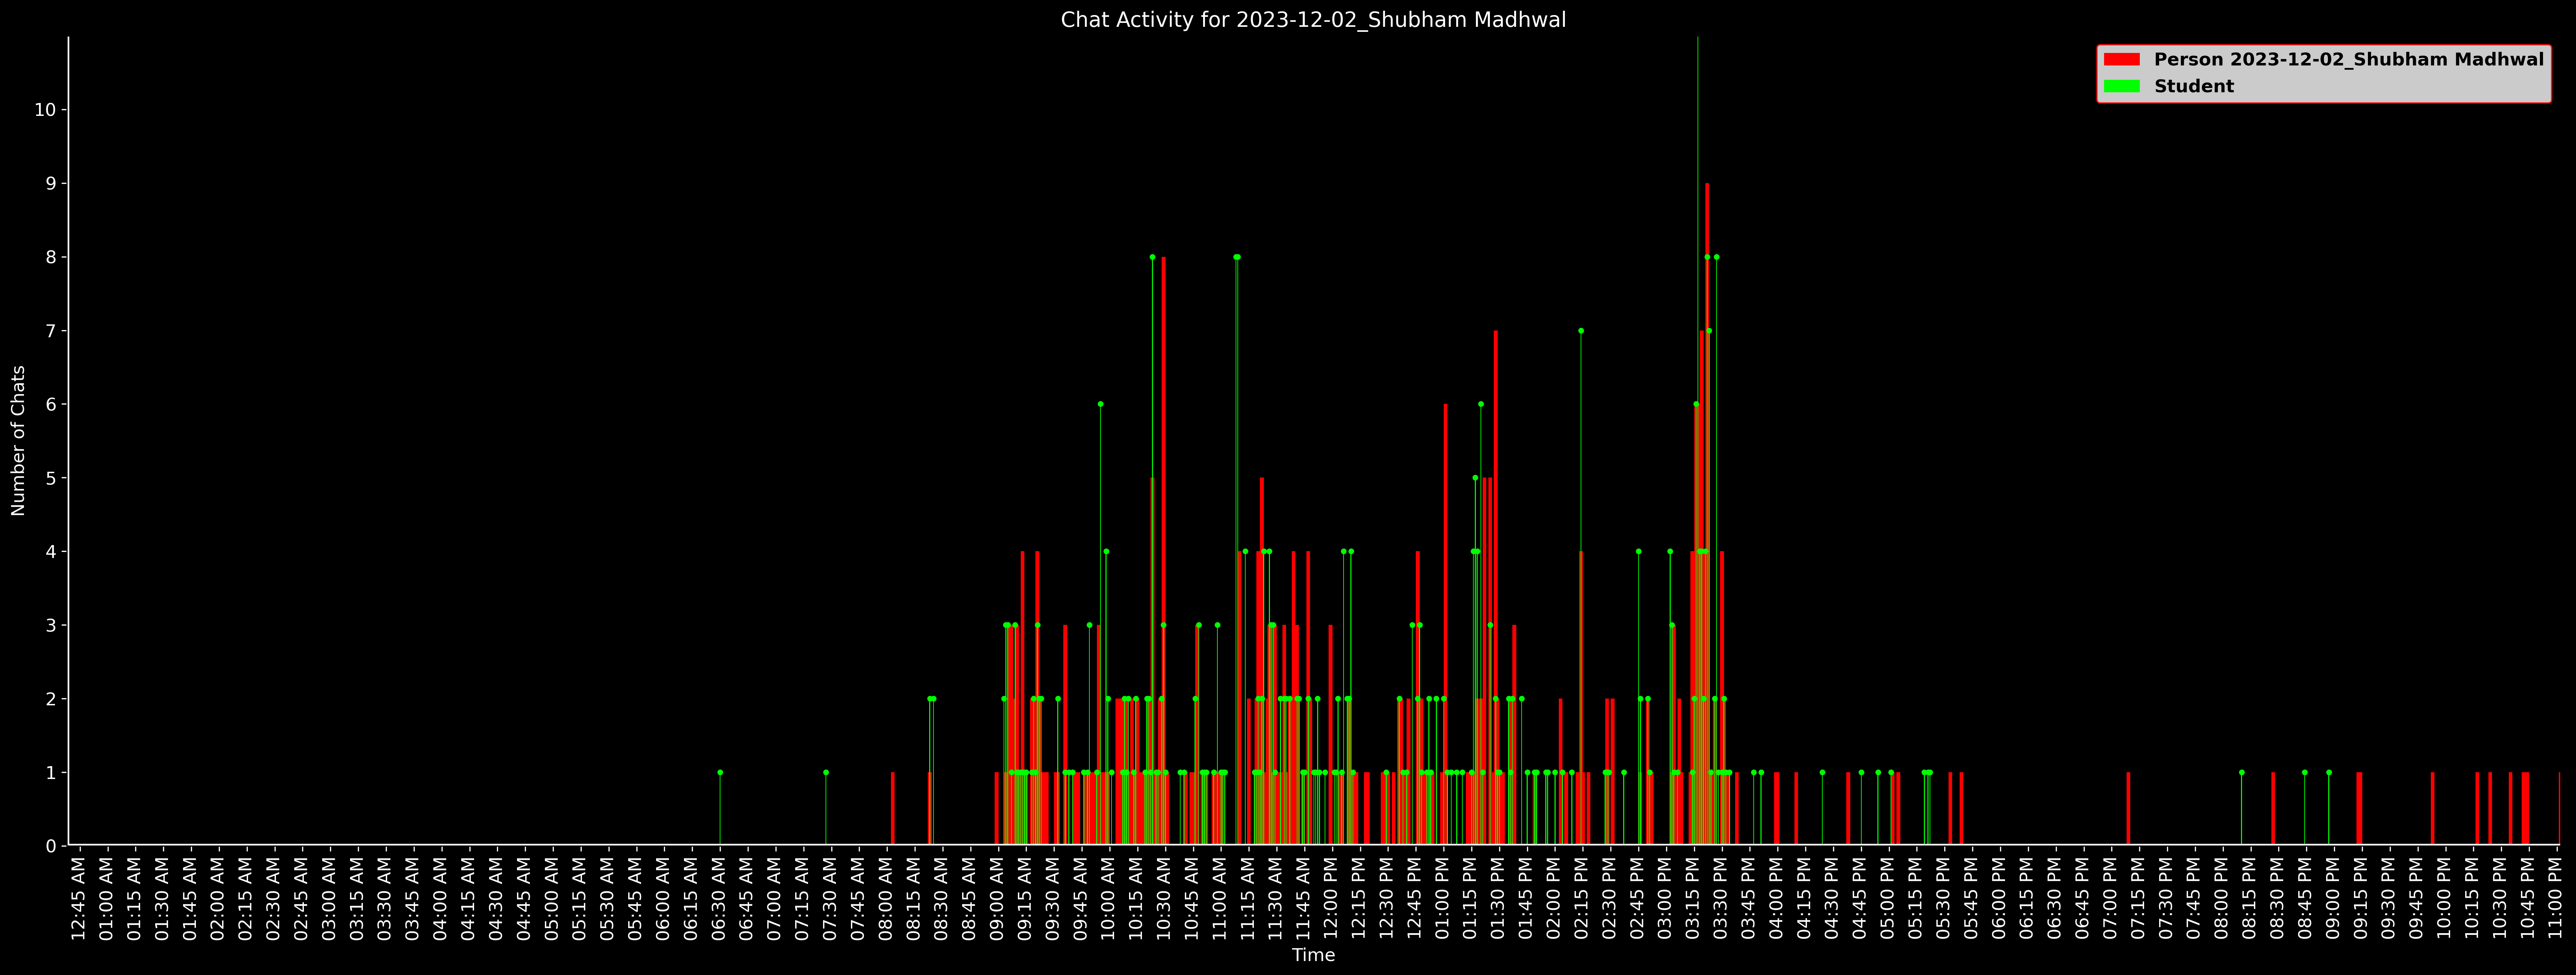 Chat Activity for 2023-12-02_Shubham Madhwal
Person 2023-12-02_Shubham Madhwal
Student
Number of Chats
10
9
8
7
6
5
4
3
2
1
0
12:45 AM
01:00 AM
01:15 AM
01:30 AM
01:45 AM
02:00 AM
02:15 AM
02:30 AM
02:45 AM
03:00 AM
03:15 AM
03:30 AM
03:45 AM
04:00 AM
04:15 AM
04:30 AM
04:45 AM
05:00 AM
05:15 AM
05:30 AM
05:45 AM
06:00 AM
06:15 AM
06:30 AM
06:45 AM
07:00 AM
07:15 AM
07:30 AM
07:45 AM
08:00 AM
08:15 AM
08:30 AM
08:45 AM
09:00 AM
09:15 AM
09:30 AM
09:45 AM
10:00 AM
10:15 AM
10:30 AM
10:45 AM
11:00 AM
11:15 AM
11:30 AM
11:45 AM
12:00 PM
12:15 PM
12:30 PM
12:45 PM
01:00 PM
01:15 PM
01:30 PM
01:45 PM
02:00 PM
02:15 PM
02:30 PM
02:45 PM
03:00 PM
03:15 PM
03:30 PM
03:45 PM
04:00 PM
04:15 PM
04:30 PM
04:45 PM
05:00 PM
05:15 PM
05:30 PM
05:45 PM
06:00 PM
06:15 PM
06:30 PM
06:45 PM
07:00 PM
07:15 PM
07:30 PM
07:45 PM
08:00 PM
08:15 PM
08:30 PM
08:45 PM
09:00 PM
09:15 PM
09:30 PM
09:45 PM
10:00 PM
10:15 PM
10:30 PM
10:45 PM
11:00 PM
Time